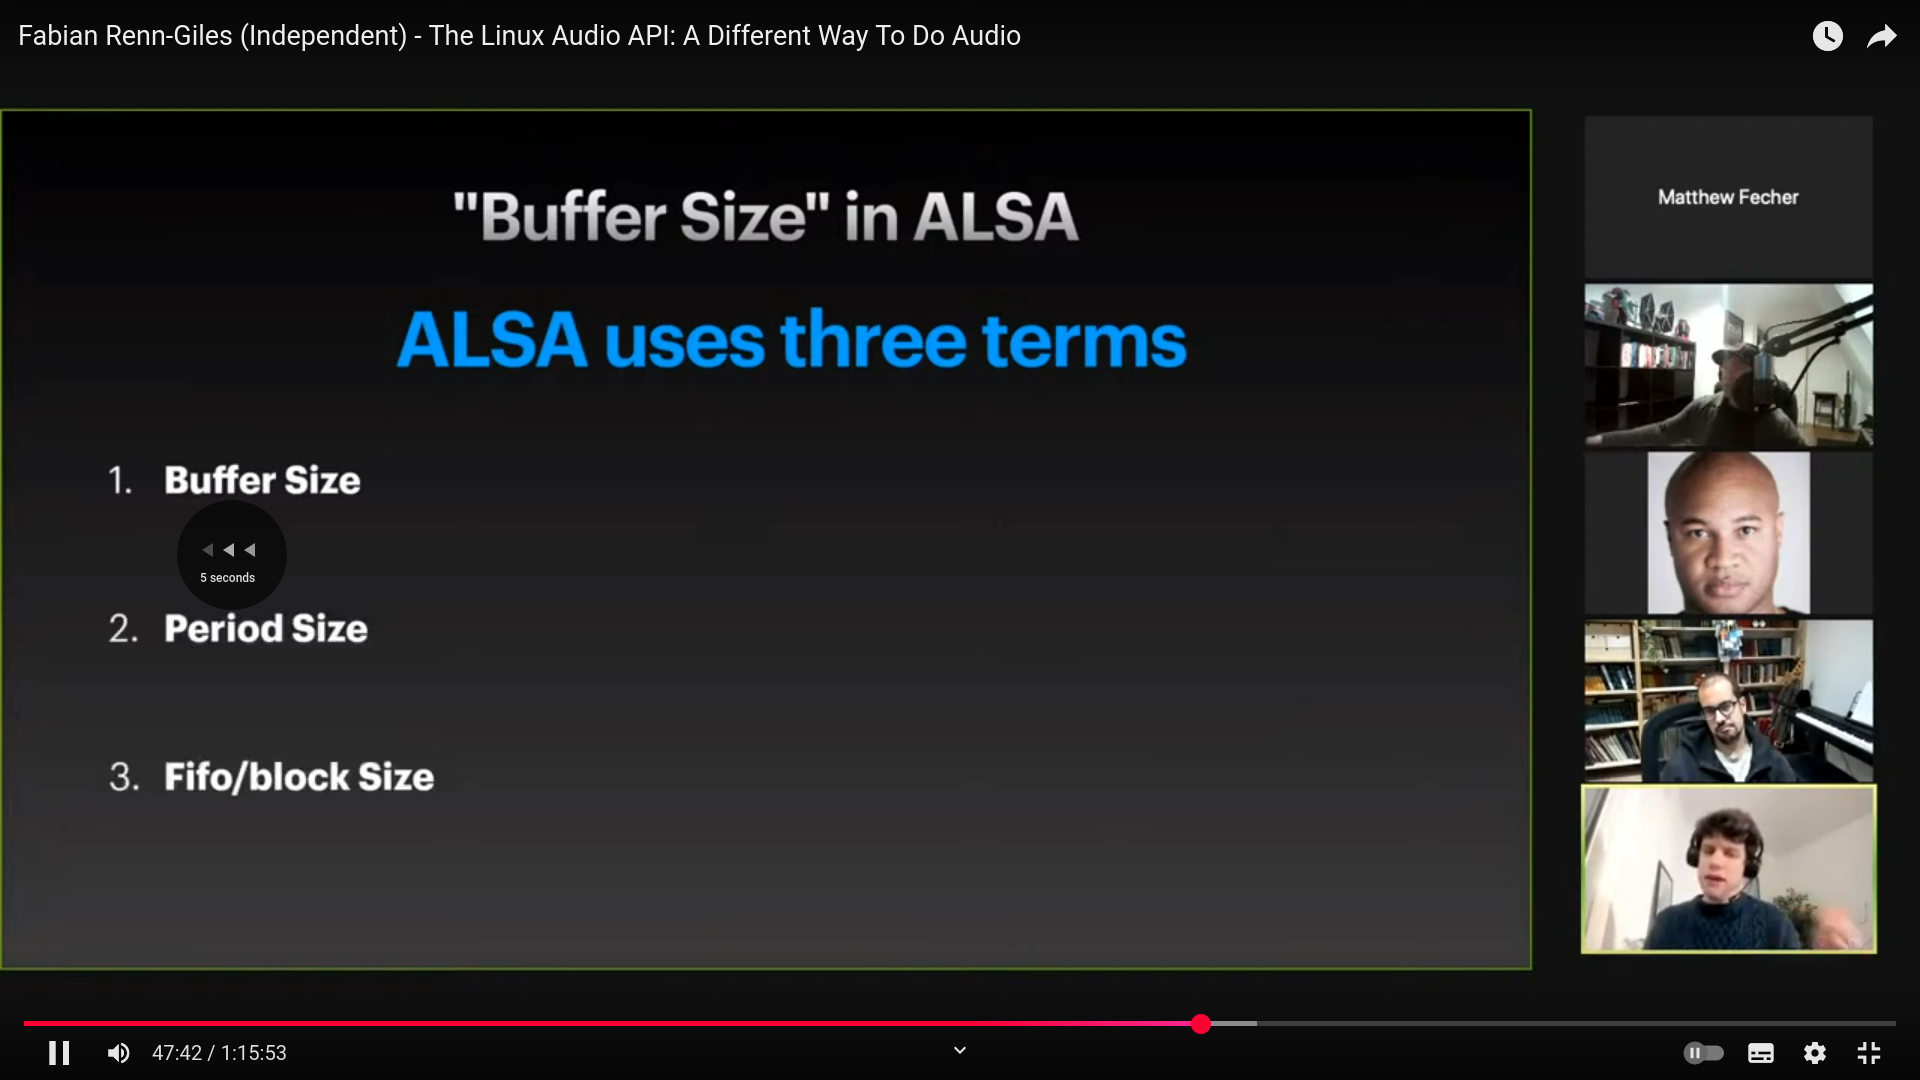 Fabian Renn-Giles (Independent) - The Linux Audio API: A Different Way To Do Audio
"Buffer Size" in ALSA
ALSA uses three terms
1. Buffer Size
5 seconds
2. Period Size
3. Fifo/block Size
Matthew Fecher
47:42 / 1:15:53